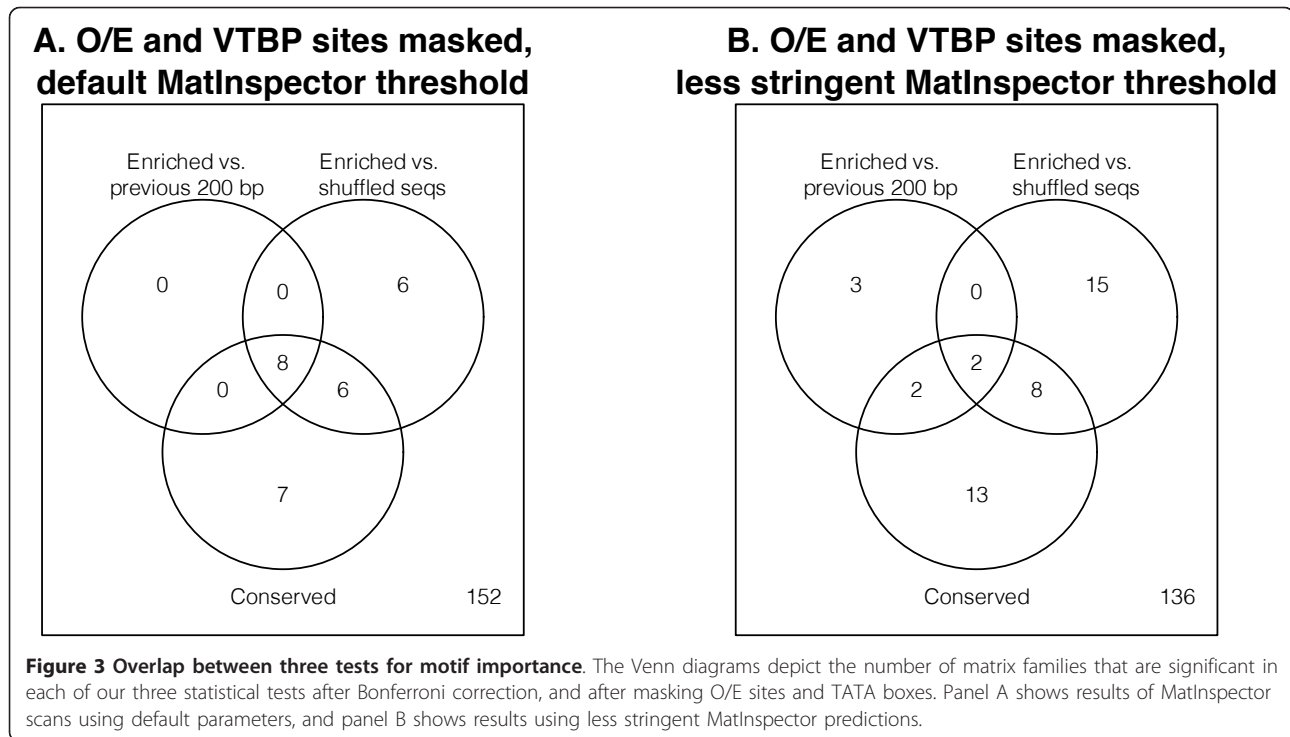 A. O/E and VTBP sites masked,
default MatInspector threshold
Enriched vs.
previous 200 bp
Enriched vs.
shuffled seqs
0
0
6
8
0
6
7
Conserved
152
B. O/E and VTBP sites masked,
less stringent MatInspector threshold
Enriched vs.
previous 200 bp
Enriched vs.
shuffled seqs
3
0
15
2
2
8
13
Conserved
136
Figure 3 Overlap between three tests for motif importance. The Venn diagrams depict the number of matrix families that are significant in
each of our three statistical tests after Bonferroni correction, and after masking O/E sites and TATA boxes. Panel A shows results of MatInspector
scans using default parameters, and panel B shows results using less stringent MatInspector predictions.